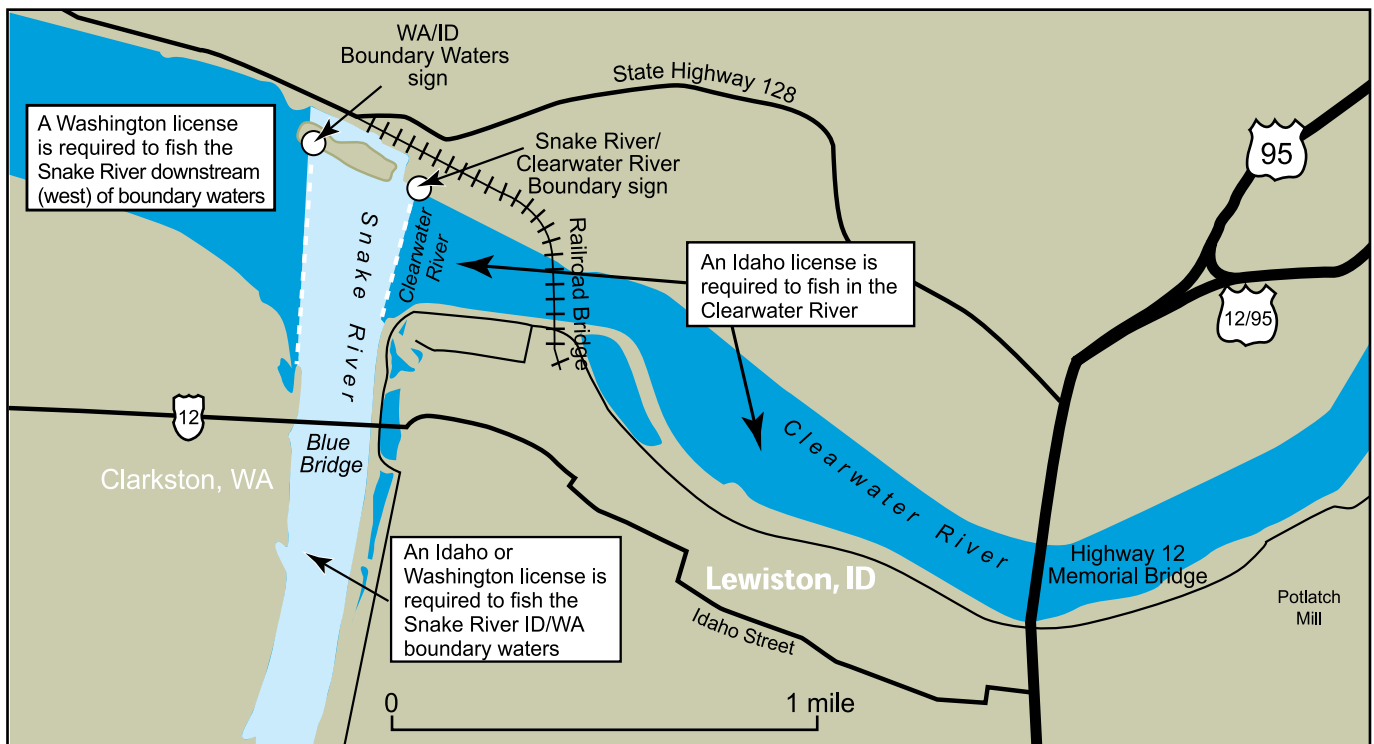 WA/ID
Boundary Waters
sign
State Highway 128
A Washington license
is required to fish the
Snake River downstream
(west) of boundary waters
Snake River/
Clearwater River
Boundary sign
95
12/95
Snake River
Clearwater
River
Railroad Bridge
An Idaho license is
required to fish in the
Clearwater River
12
Blue
Bridge
Clarkston, WA
Clearwater River
An Idaho or
Washington license is
required to fish the
Snake River ID/WA
boundary waters
Lewiston, ID
Idaho Street
Highway 12
Memorial Bridge
Potlatch
Mill
0
1 mile